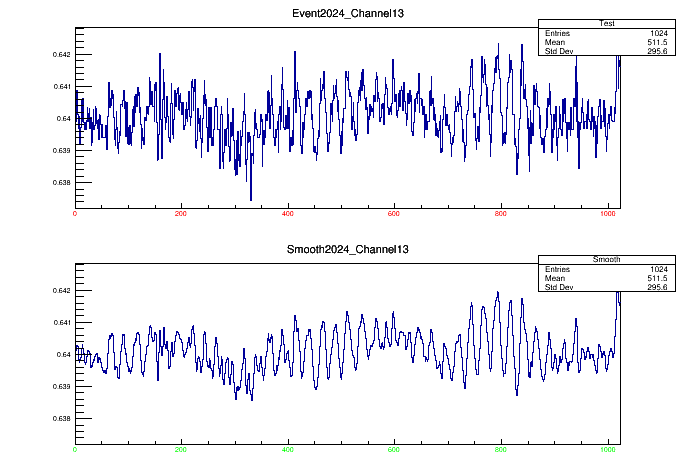 Event2024_Channel13
Test
Entries 1024
Mean 511.5
Std Dev 295.6
0.642
0.641
0.64
0.639
0.638
0 200 400 600 800 1000
Smooth2024_Channel13
Smooth
Entries 1024
Mean 511.5
Std Dev 295.6
0.642
0.641
0.64
0.639
0.638
0 200 400 600 800 1000